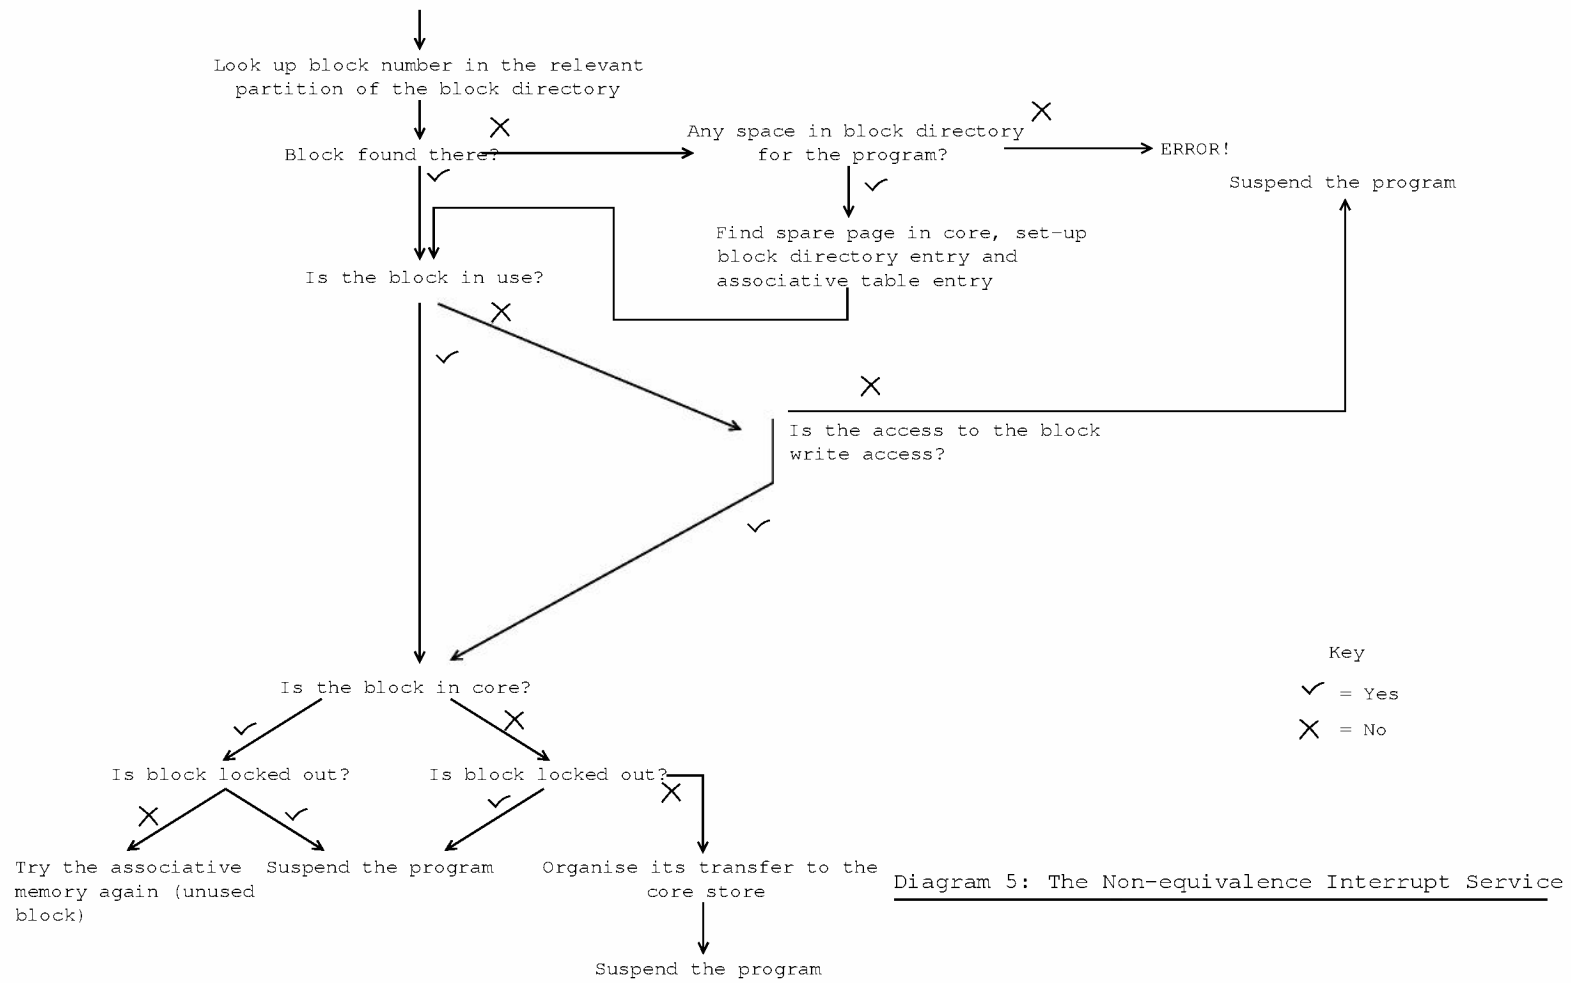 Look up block number in the relevant
partition of the block directory
Block found there?
Any space in block directory
for the program?
ERROR!
Suspend the program
Find spare page in core, set-up
block directory entry and
associative table entry
Is the block in use?
Is the access to the block
write access?
Key
= Yes
= No
Is the block in core?
Is block locked out?
Is block locked out?
Try the associative
memory again (unused
block)
Suspend the program
Organise its transfer to the
core store
Diagram 5: The Non-equivalence Interrupt Service
Suspend the program